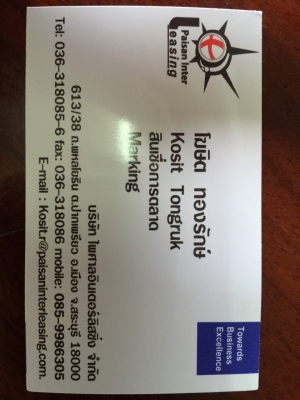 Paisan Inter
Leasing
Towards
Business
Excellence
โฆษิต ทองรักษ์
Kosit Tongruk
สินเชื่อการตลาด
Marking
บริษัท ไพศาลอินเตอร์ลิสซิ่ง จำกัด
613/38 ถ.พหลโยธิน ต.ปากเพรียว อ.เมือง จ.สระบุรี 18000
Tel: 036-318085-6 fax: 036-318086 mobile: 085-9986305
E-mail : Kosit.r@paisaninterleasing.com.